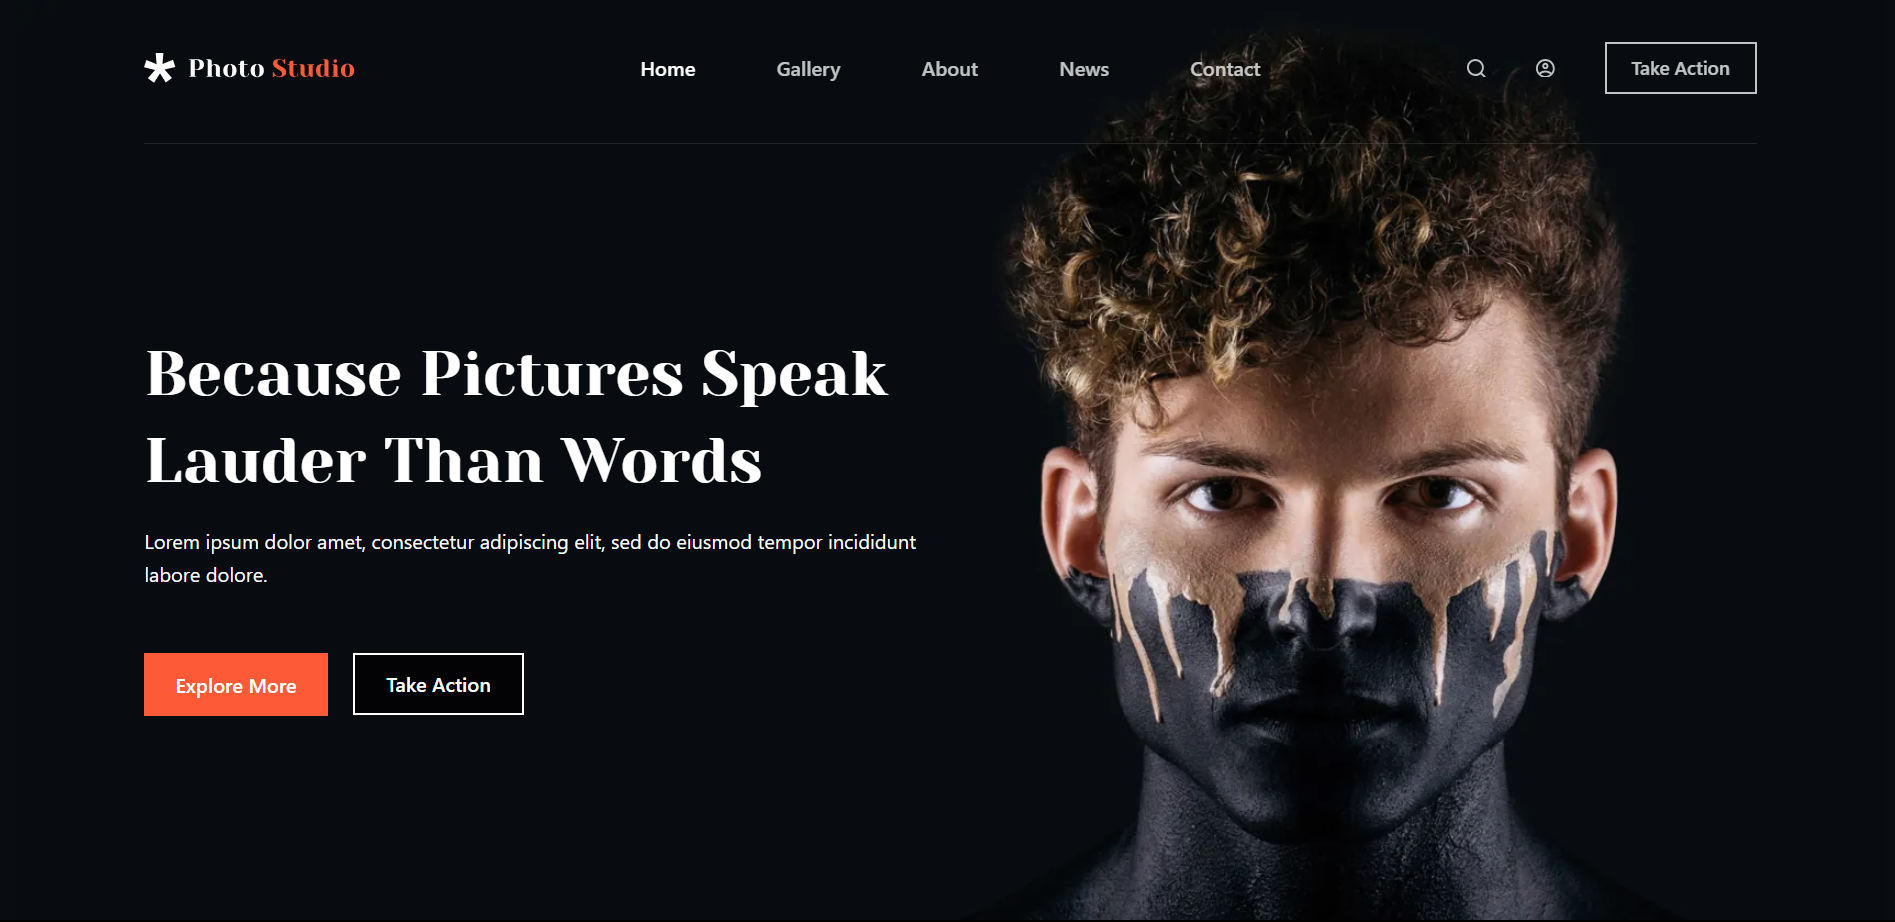 Photo Studio
Home Gallery About News Contact
Take Action
Because Pictures Speak
Lauder Than Words
Lorem ipsum dolor amet, consectetur adipiscing elit, sed do eiusmod tempor incididunt
labore dolore.
Explore More
Take Action